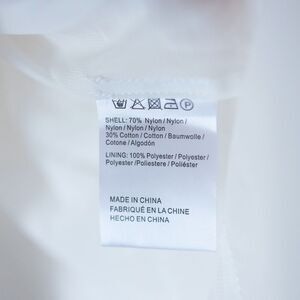 SHELL: 70% Nylon / Nylon /
Nylon / Nylon / Nylon
30% Cotton / Cotton / Baumwolle /
Cotone / Algodón
LINING: 100% Polyester / Polyester /
Polyester /Poliestere / Poliéster
MADE IN CHINA
FABRIQUÉ EN LA CHINE
HECHO EN CHINA